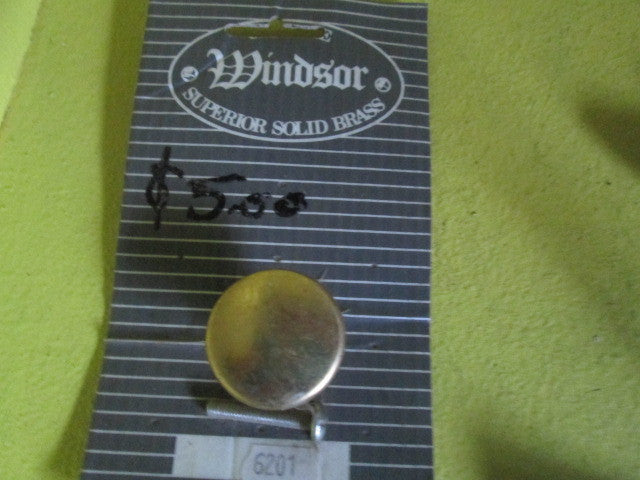 Windsor
SUPERIOR SOLID BRASS
$5.00
6201